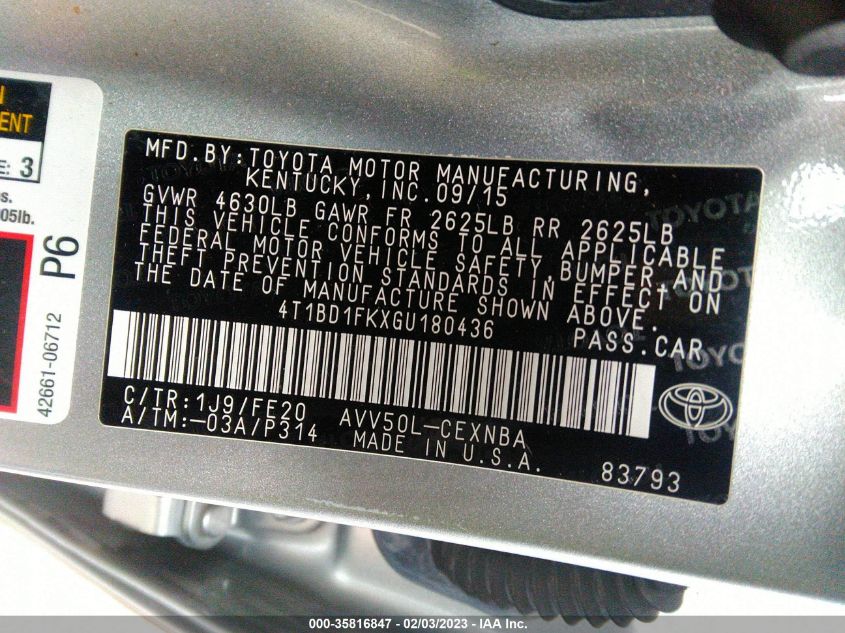 MFD.BY:TOYOTA MOTOR MANUFACTURING,
KENTUCKY,INC.09/15
GVWR 4630LB GAWR FR 2625LB RR 2625LB
THIS VEHICLE CONFORMS TO ALL APPLICABLE
FEDERAL MOTOR VEHICLE SAFETY,BUMPER,AND
THEFT PREVENTION STANDARDS IN EFFECT ON
THE DATE OF MANUFACTURE SHOWN ABOVE.
4T1BD1FKXGU180436
PASS.CAR
C/TR:1J9/FE20
AVV50L-CEXNBA
A/TM:-03A/P314
MADE IN U.S.A.
83793
E: 3
05lb.
P6
42661-06712
TOYOTA
TOYOTA
000-35816847 - 02/03/2023 - IAA Inc.